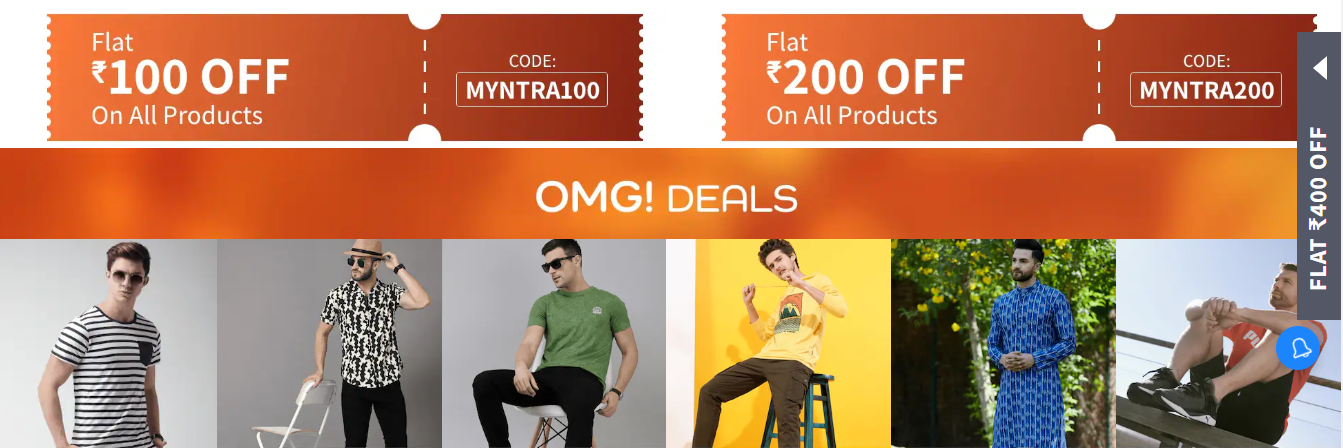 Flat
₹100 OFF
On All Products
CODE:
MYNTRA100
Flat
₹200 OFF
On All Products
CODE:
MYNTRA200
FLAT ₹400 OFF
OMG! DEALS